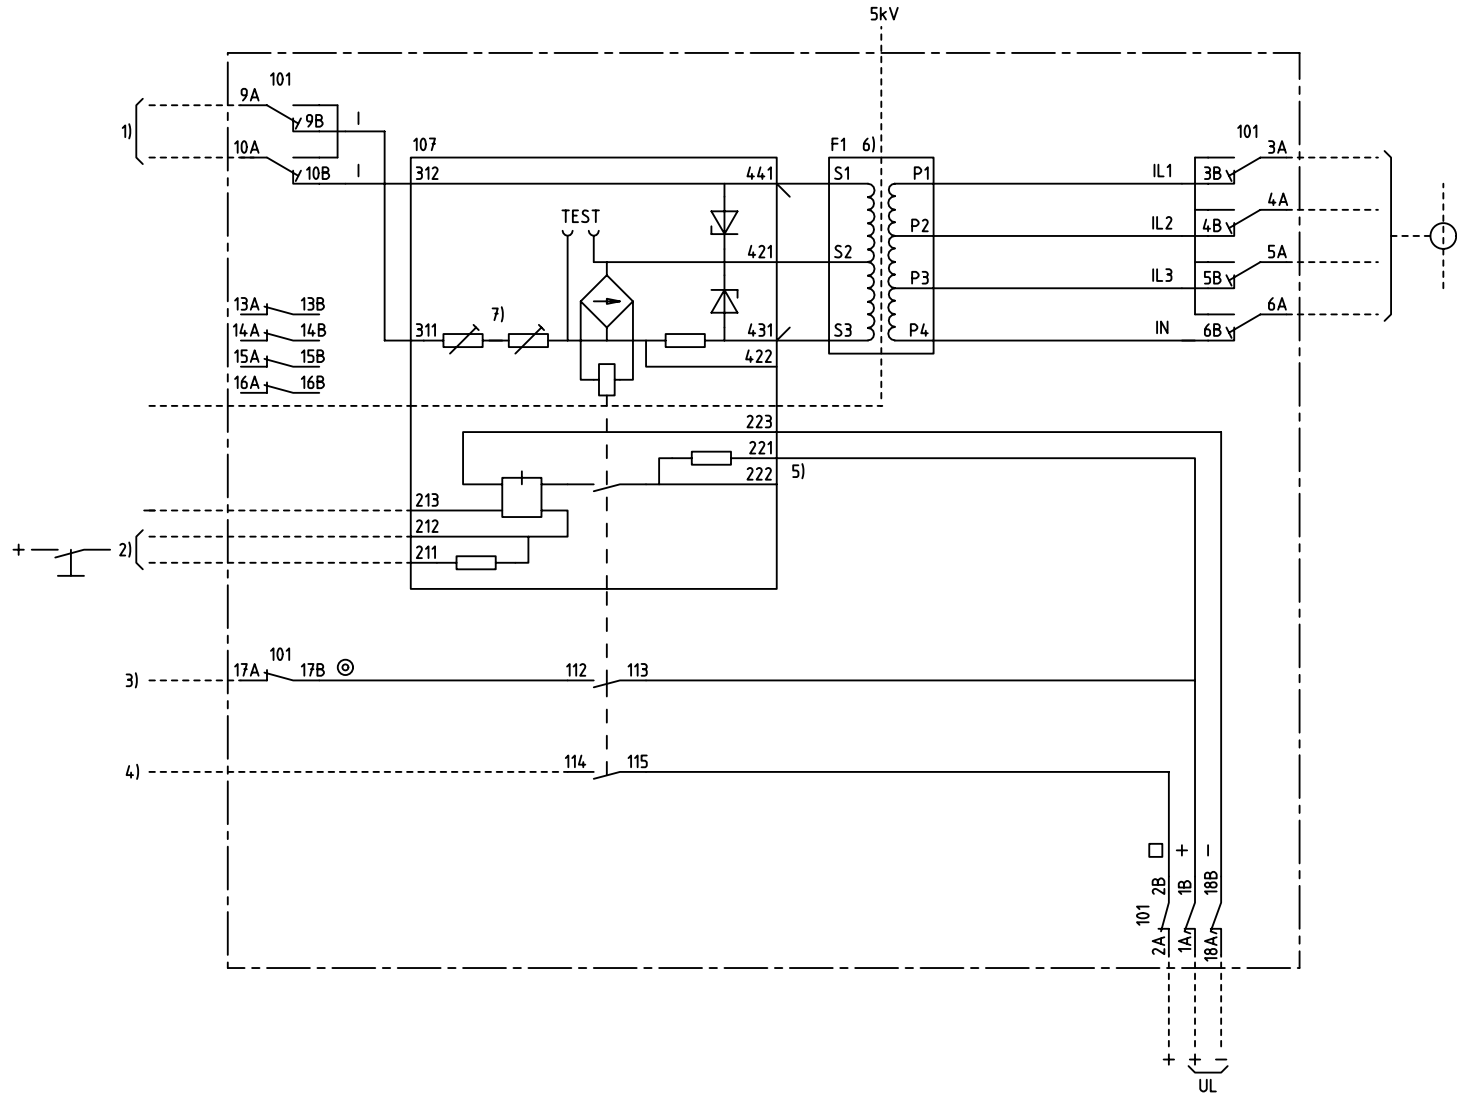 5kV
101
9A
9B
I
1)
10A
10B
I
107
F1 6)
101
3A
312
441
S1
P1
IL1
3B
4A
TEST
P2
IL2
4B
421
S2
5A
P3
IL3
5B
13A 13B
7)
6A
14A 14B
311
431
S3
P4
IN
6B
15A 15B
422
16A 16B
223
221
222
5)
213
212
+
2)
211
101
17A 17B
112
113
3)
114
115
4)
+ −
2B
1B
18B
101
2A
1A
18A
+ + −
UL